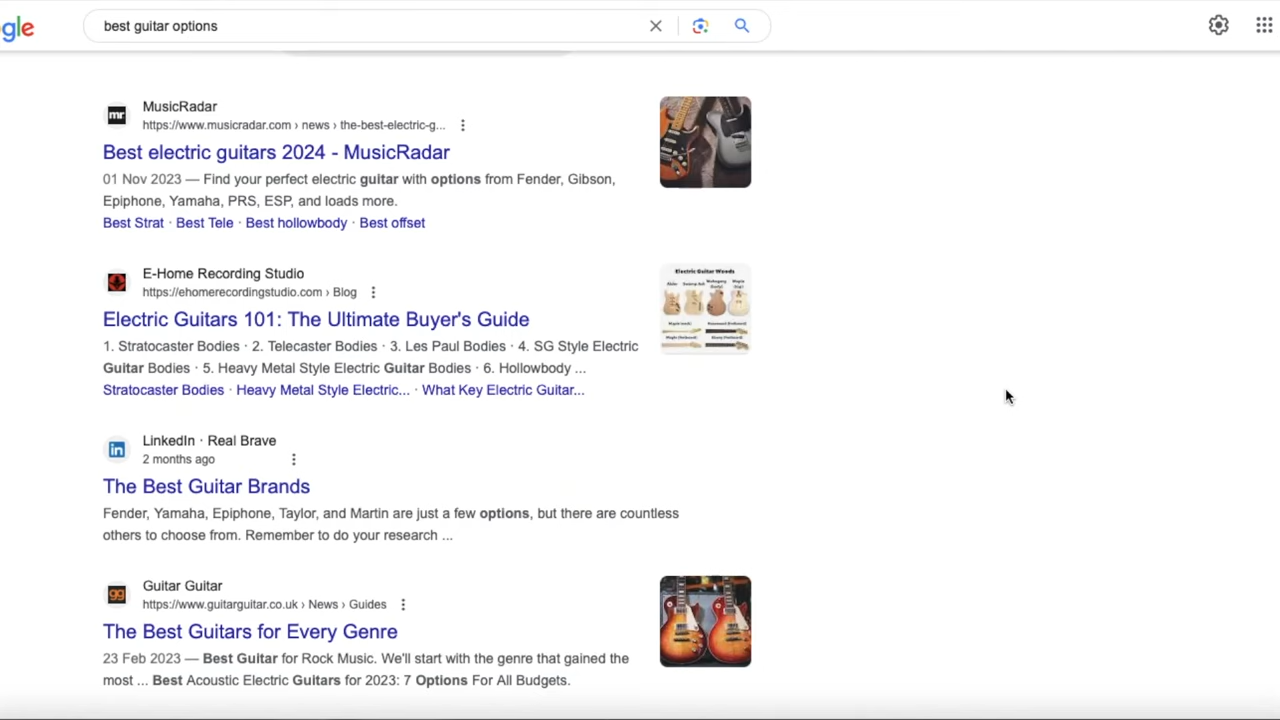 gle
best guitar options
MusicRadar
https://www.musicradar.com › news › the-best-electric-g...
Best electric guitars 2024 - MusicRadar
01 Nov 2023 — Find your perfect electric guitar with options from Fender, Gibson,
Epiphone, Yamaha, PRS, ESP, and loads more.
Best Strat · Best Tele · Best hollowbody · Best offset
E-Home Recording Studio
https://ehomerecordingstudio.com › Blog
Electric Guitars 101: The Ultimate Buyer's Guide
1. Stratocaster Bodies · 2. Telecaster Bodies · 3. Les Paul Bodies · 4. SG Style Electric
Guitar Bodies · 5. Heavy Metal Style Electric Guitar Bodies · 6. Hollowbody ...
Stratocaster Bodies · Heavy Metal Style Electric... · What Key Electric Guitar...
Electric Guitar Woods
LinkedIn · Real Brave
2 months ago
The Best Guitar Brands
Fender, Yamaha, Epiphone, Taylor, and Martin are just a few options, but there are countless
others to choose from. Remember to do your research ...
Guitar Guitar
https://www.guitarguitar.co.uk › News › Guides
The Best Guitars for Every Genre
23 Feb 2023 — Best Guitar for Rock Music. We'll start with the genre that gained the
most ... Best Acoustic Electric Guitars for 2023: 7 Options For All Budgets.